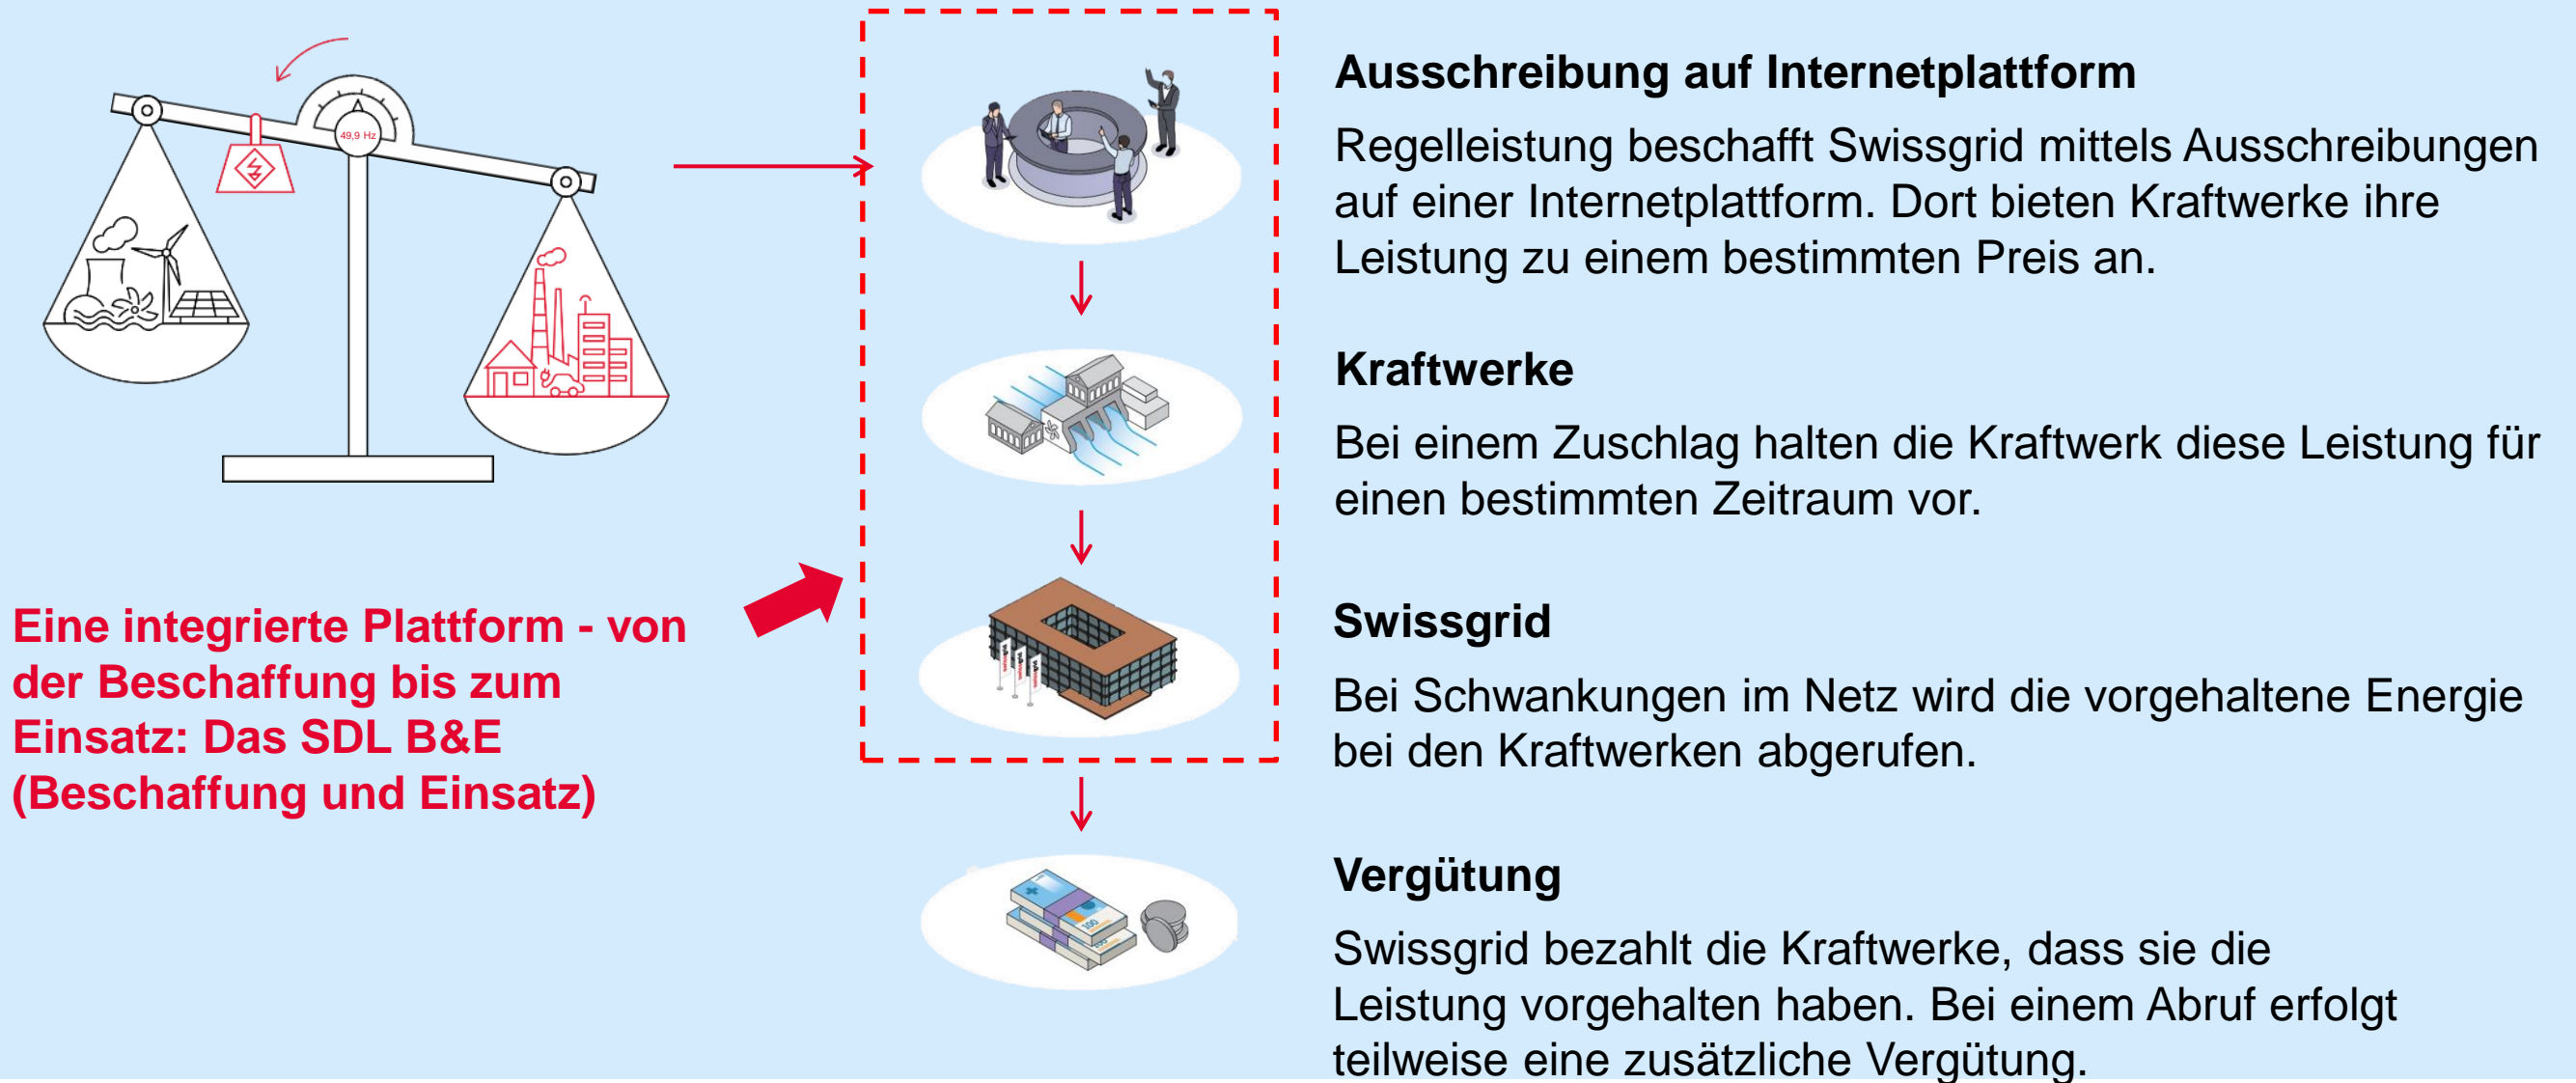 49,9 Hz
Eine integrierte Plattform - von
der Beschaffung bis zum
Einsatz: Das SDL B&E
(Beschaffung und Einsatz)
Ausschreibung auf Internetplattform
Regelleistung beschafft Swissgrid mittels Ausschreibungen
auf einer Internetplattform. Dort bieten Kraftwerke ihre
Leistung zu einem bestimmten Preis an.
Kraftwerke
Bei einem Zuschlag halten die Kraftwerk diese Leistung für
einen bestimmten Zeitraum vor.
Swissgrid
Bei Schwankungen im Netz wird die vorgehaltene Energie
bei den Kraftwerken abgerufen.
Vergütung
Swissgrid bezahlt die Kraftwerke, dass sie die
Leistung vorgehalten haben. Bei einem Abruf erfolgt
teilweise eine zusätzliche Vergütung.
100
100